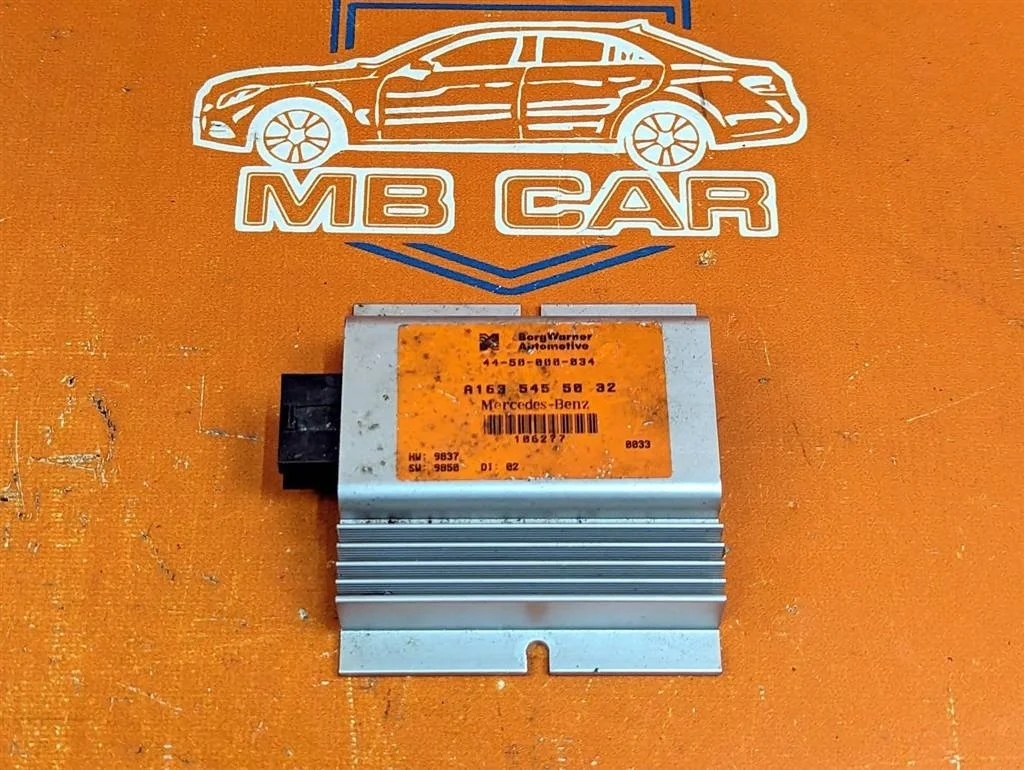 MB CAR
BorgWarner
Automotive
44-50-000-034
A163 545 50 32
Mercedes-Benz
106277
0033
HW: 9837
SW: 9850 DI: 02